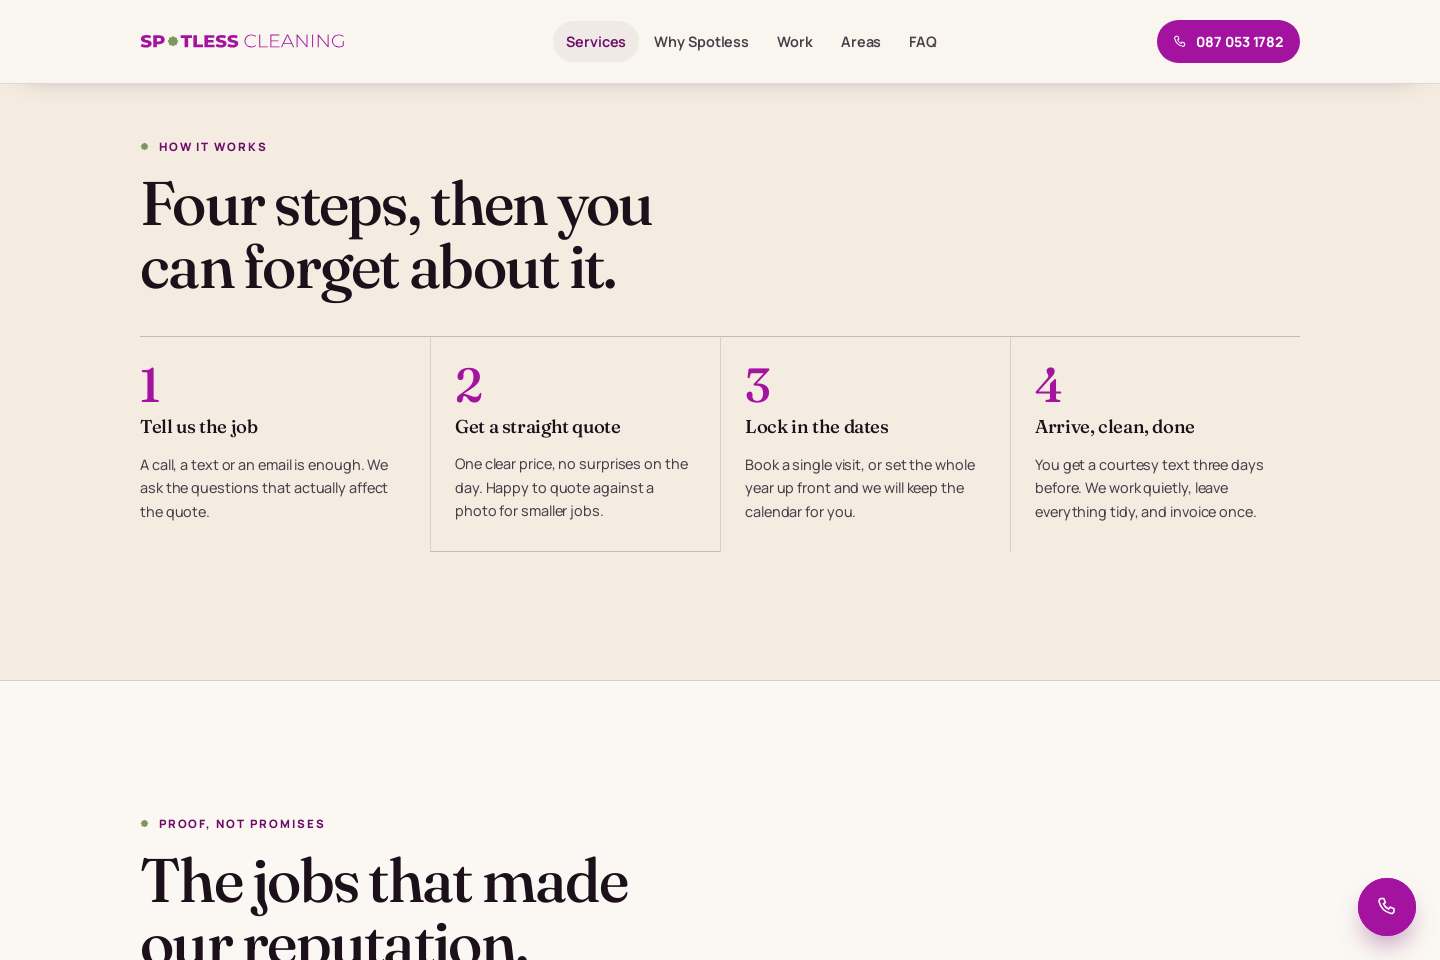 SPOTLESS CLEANING
Services
Why Spotless
Work
Areas
FAQ
087 053 1782
HOW IT WORKS
Four steps, then you
can forget about it.
1
Tell us the job
A call, a text or an email is enough. We
ask the questions that actually affect
the quote.
2
Get a straight quote
One clear price, no surprises on the
day. Happy to quote against a
photo for smaller jobs.
3
Lock in the dates
Book a single visit, or set the whole
year up front and we will keep the
calendar for you.
4
Arrive, clean, done
You get a courtesy text three days
before. We work quietly, leave
everything tidy, and invoice once.
PROOF, NOT PROMISES
The jobs that made
our reputation.